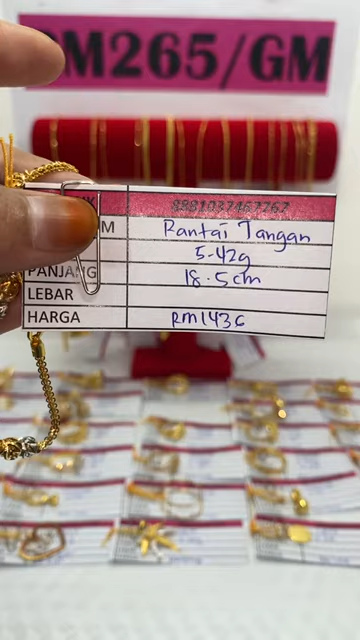 RM265/GM
8881037467767
M Rantai Tangan
5.42g
PANJANG 18.5cm
LEBAR
HARGA RM1436